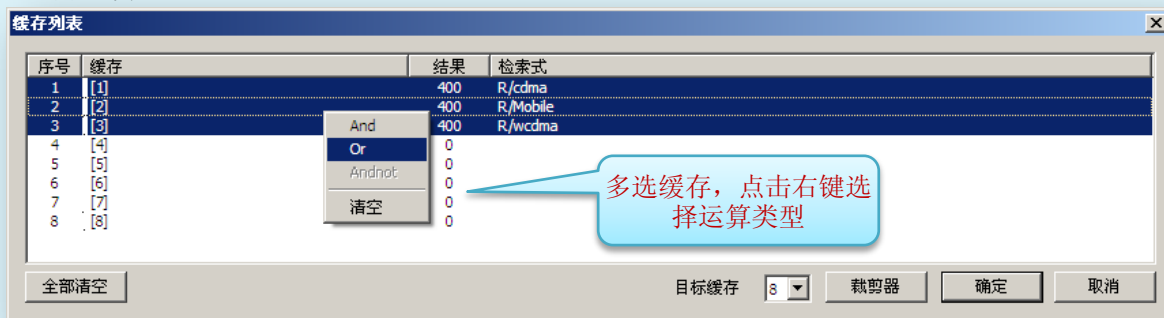 缓存列表
序号 缓存 结果 检索式
1 [1] 400 R/cdma
2 [2] 400 R/Mobile
3 [3] 400 R/wcdma
4 [4] 0
5 [5] 0
6 [6] 0
7 [7] 0
8 [8] 0
And
Or
Andnot
清空
多选缓存，点击右键选
择运算类型
全部清空 目标缓存 8 裁剪器 确定 取消